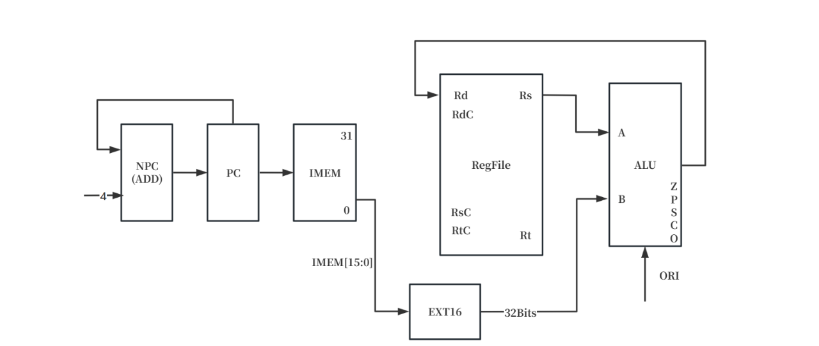 NPC
(ADD)
4
PC
31
IMEM
0
IMEM[15:0]
EXT16
32Bits
Rd
Rs
RdC
RegFile
RsC
RtC
Rt
A
ALU
B
Z
P
S
C
O
ORI